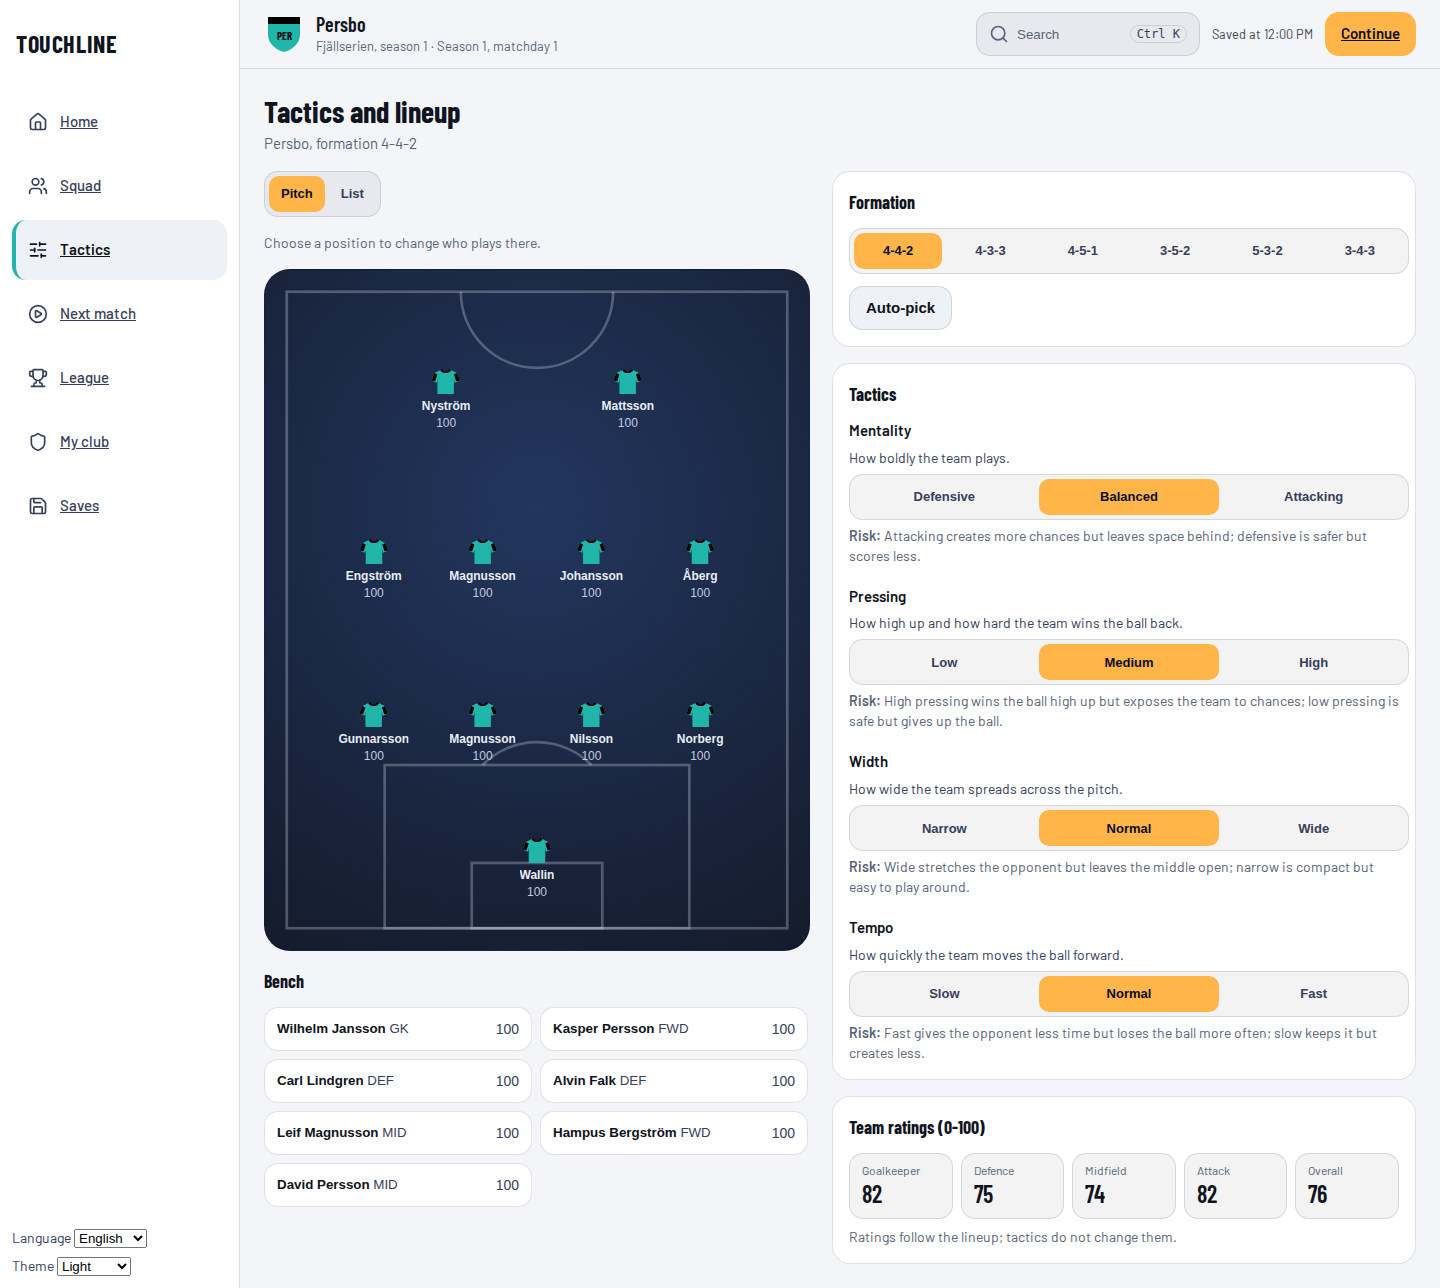 TOUCHLINE
Home
Squad
Tactics
Next match
League
My club
Saves
Language English
Theme Light
PER
Persbo
Fjällserien, season 1 · Season 1, matchday 1
Search Ctrl K
Saved at 12:00 PM
Continue
Tactics and lineup
Persbo, formation 4-4-2
Pitch List
Choose a position to change who plays there.
Nyström Mattsson
100 100
Engström Magnusson Johansson Åberg
100 100 100 100
Gunnarsson Magnusson Nilsson Norberg
100 100 100 100
Wallin
100
Bench
Wilhelm Jansson GK 100
Kasper Persson FWD 100
Carl Lindgren DEF 100
Alvin Falk DEF 100
Leif Magnusson MID 100
Hampus Bergström FWD 100
David Persson MID 100
Formation
4-4-2 4-3-3 4-5-1 3-5-2 5-3-2 3-4-3
Auto-pick
Tactics
Mentality
How boldly the team plays.
Defensive Balanced Attacking
Risk: Attacking creates more chances but leaves space behind; defensive is safer but
scores less.
Pressing
How high up and how hard the team wins the ball back.
Low Medium High
Risk: High pressing wins the ball high up but exposes the team to chances; low pressing is
safe but gives up the ball.
Width
How wide the team spreads across the pitch.
Narrow Normal Wide
Risk: Wide stretches the opponent but leaves the middle open; narrow is compact but
easy to play around.
Tempo
How quickly the team moves the ball forward.
Slow Normal Fast
Risk: Fast gives the opponent less time but loses the ball more often; slow keeps it but
creates less.
Team ratings (0-100)
Goalkeeper Defence Midfield Attack Overall
82 75 74 82 76
Ratings follow the lineup; tactics do not change them.